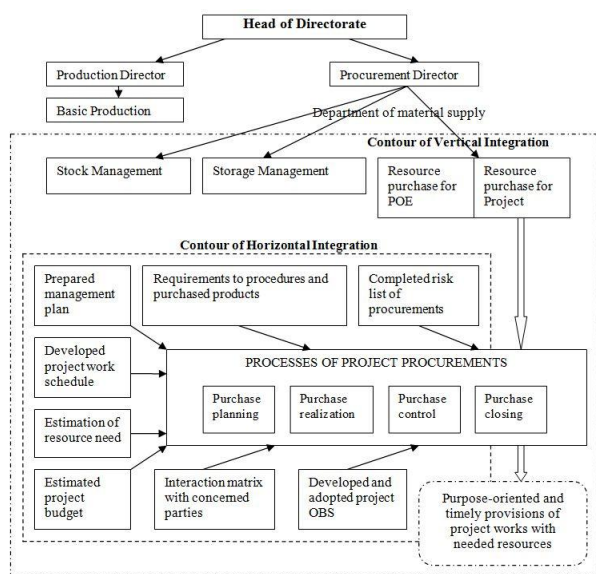 Head of Directorate
Production Director
Procurement Director
Basic Production
Department of material supply
Contour of Vertical Integration
Stock Management
Storage Management
Resource
purchase for
POE
Resource
purchase for
Project
Contour of Horizontal Integration
Prepared
management
plan
Requirements to procedures and
purchased products
Completed risk
list of
procurements
Developed
project work
schedule
PROCESSES OF PROJECT PROCUREMENTS
Purchase
planning
Purchase
realization
Purchase
control
Purchase
closing
Estimation of
resource need
Estimated
project
budget
Interaction matrix
with concerned
parties
Developed and
adopted project
OBS
Purpose-oriented and
timely provisions of
project works with
needed resources